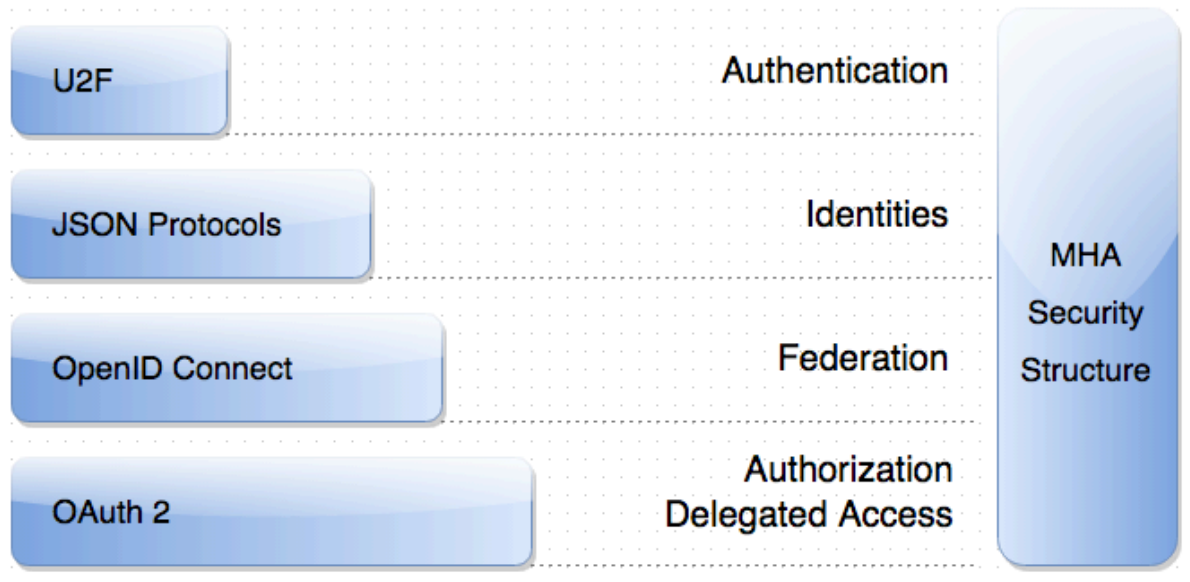 U2F
Authentication
JSON Protocols
Identities
OpenID Connect
Federation
OAuth 2
Authorization
Delegated Access
MHA
Security
Structure